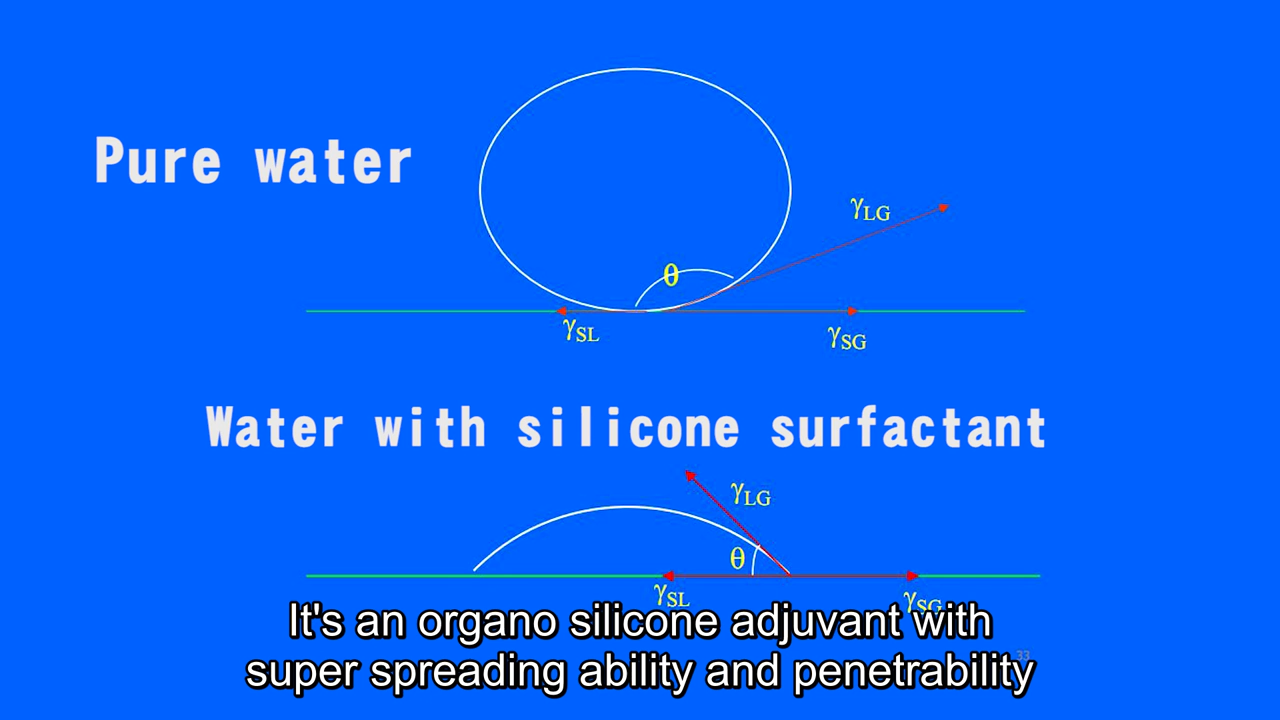 Pure water
γLG
θ
γSL
γSG
Water with silicone surfactant
γLG
θ
γSL
γSG
It's an organo silicone adjuvant with
super spreading ability and penetrability
33